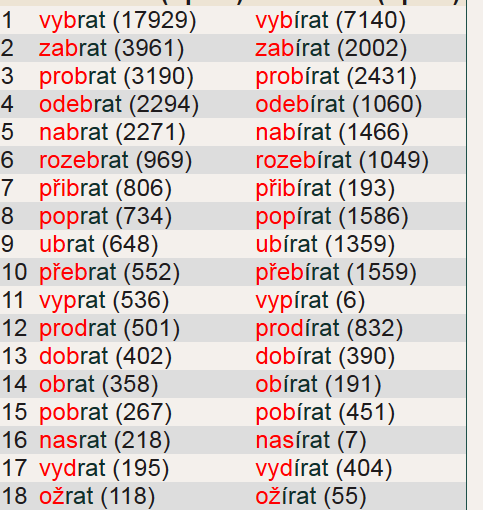 1 vybrat (17929) vybírat (7140)
2 zabrat (3961) zabírat (2002)
3 probrat (3190) probírat (2431)
4 odebrat (2294) odebírat (1060)
5 nabrat (2271) nabírat (1466)
6 rozebrat (969) rozebírat (1049)
7 přibrat (806) přibírat (193)
8 poprat (734) popírat (1586)
9 ubrat (648) ubírat (1359)
10 přebrat (552) přebírat (1559)
11 vyprat (536) vypírat (6)
12 prodrat (501) prodírat (832)
13 dobrat (402) dobírat (390)
14 obrat (358) obírat (191)
15 pobrat (267) pobírat (451)
16 nasrat (218) nasírat (7)
17 vydrat (195) vydírat (404)
18 ožrat (118) ožírat (55)